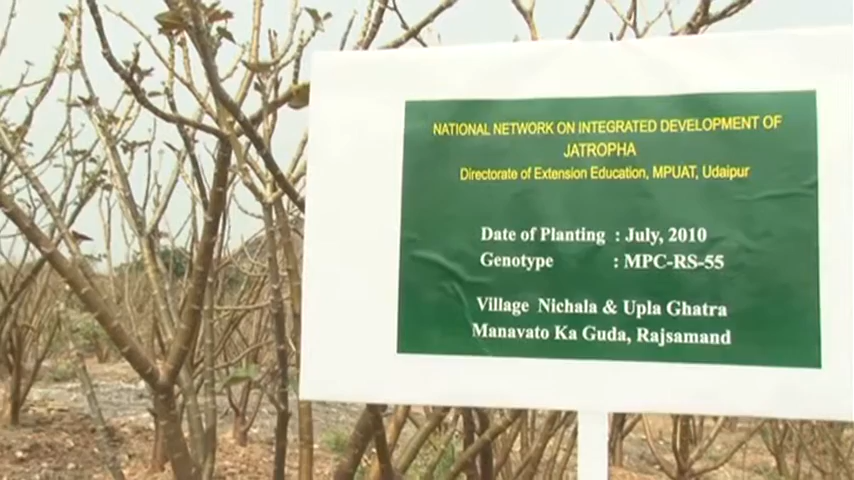 NATIONAL NETWORK ON INTEGRATED DEVELOPMENT OF
JATROPHA
Directorate of Extension Education, MPUAT, Udaipur
Date of Planting : July, 2010
Genotype : MPC-RS-55
Village Nichala & Upla Ghatra
Manavato Ka Guda, Rajsamand